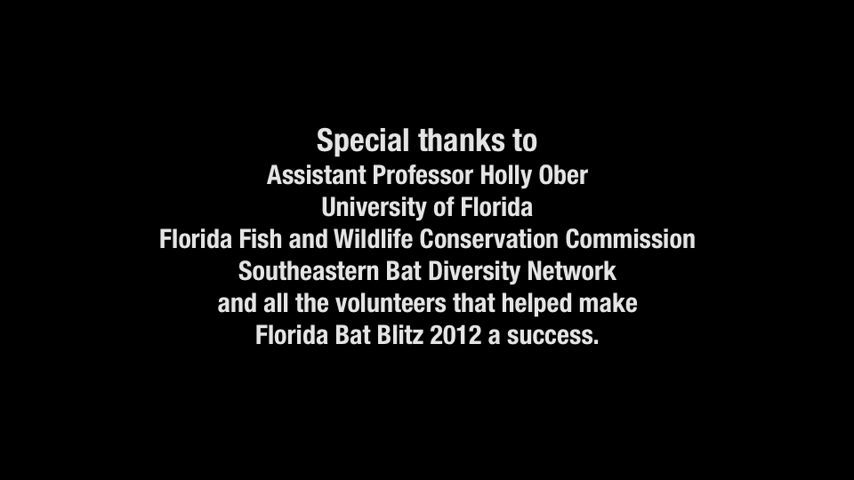 Special thanks to
Assistant Professor Holly Ober
University of Florida
Florida Fish and Wildlife Conservation Commission
Southeastern Bat Diversity Network
and all the volunteers that helped make
Florida Bat Blitz 2012 a success.